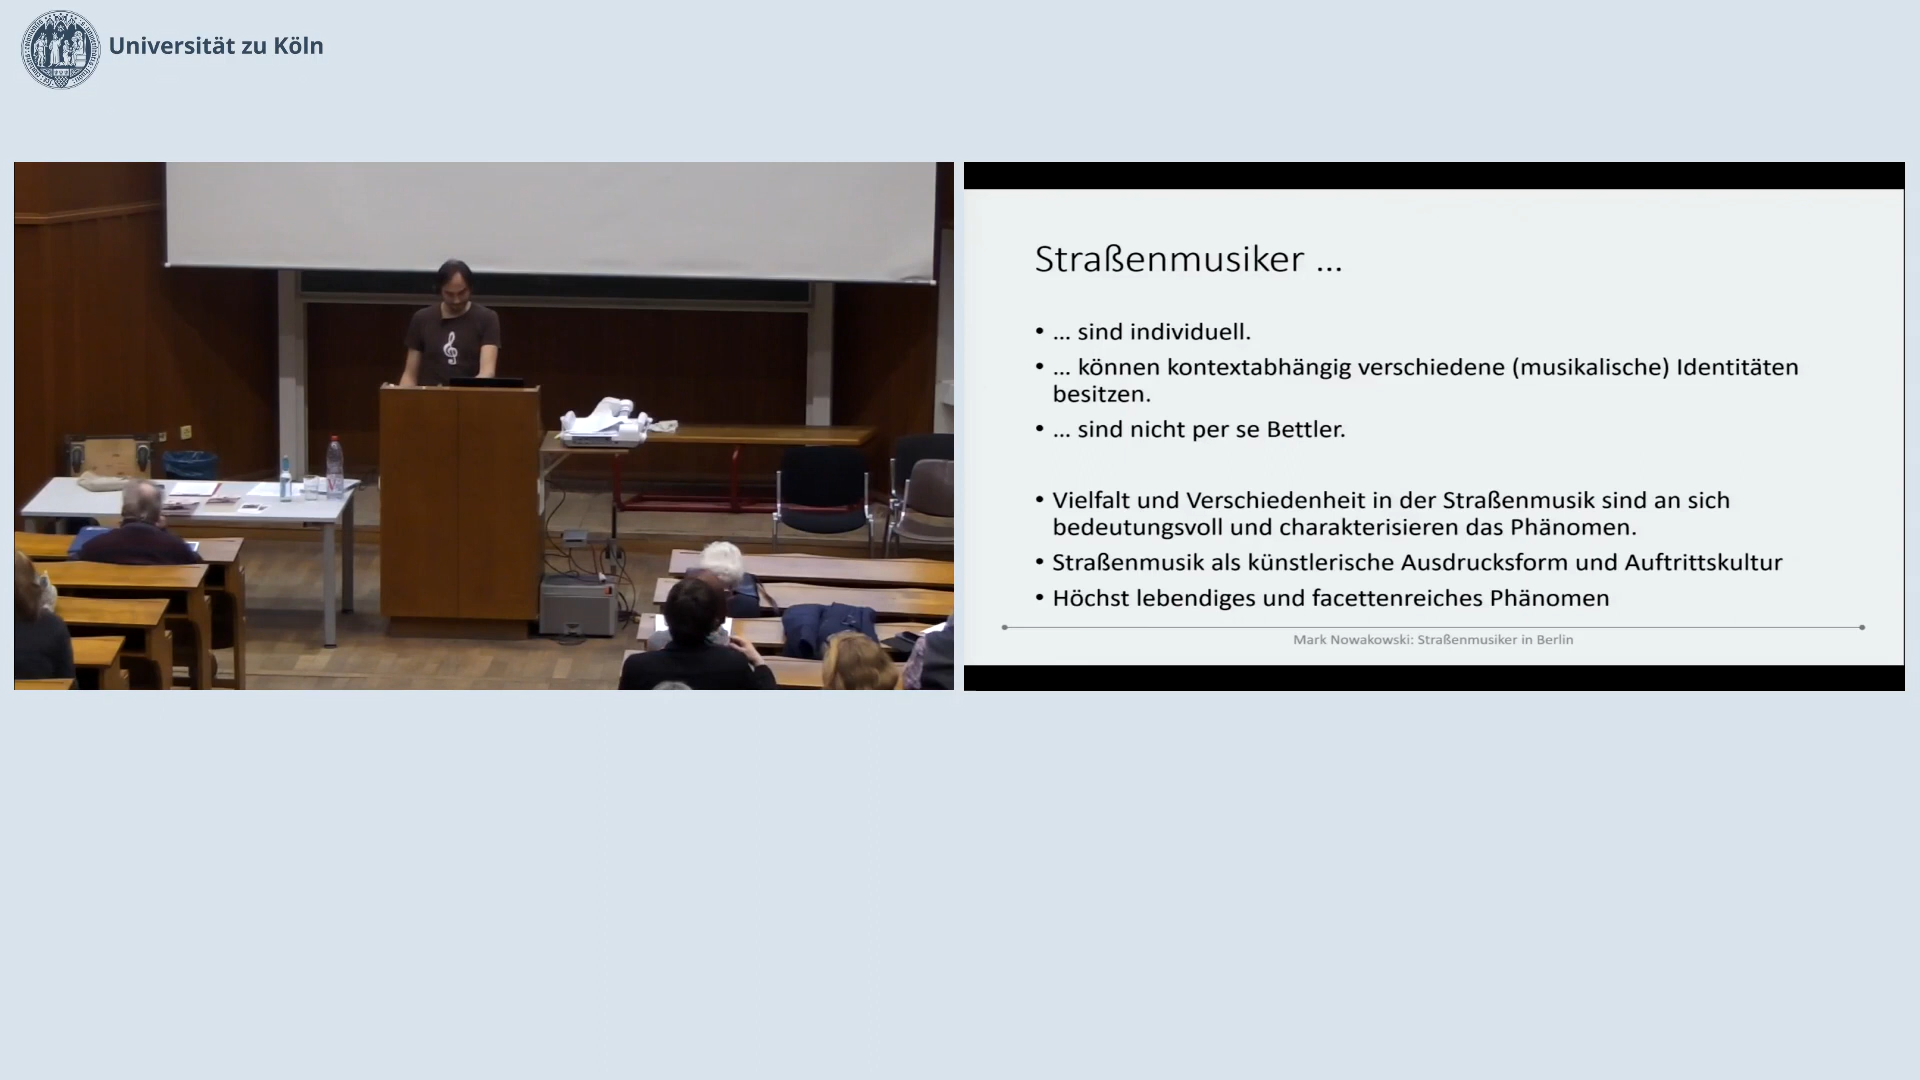 Universität zu Köln
Straßenmusiker ...
• ... sind individuell.
• ... können kontextabhängig verschiedene (musikalische) Identitäten
besitzen.
• ... sind nicht per se Bettler.
• Vielfalt und Verschiedenheit in der Straßenmusik sind an sich
bedeutungsvoll und charakterisieren das Phänomen.
• Straßenmusik als künstlerische Ausdrucksform und Auftrittskultur
• Höchst lebendiges und facettenreiches Phänomen
Mark Nowakowski: Straßenmusiker in Berlin